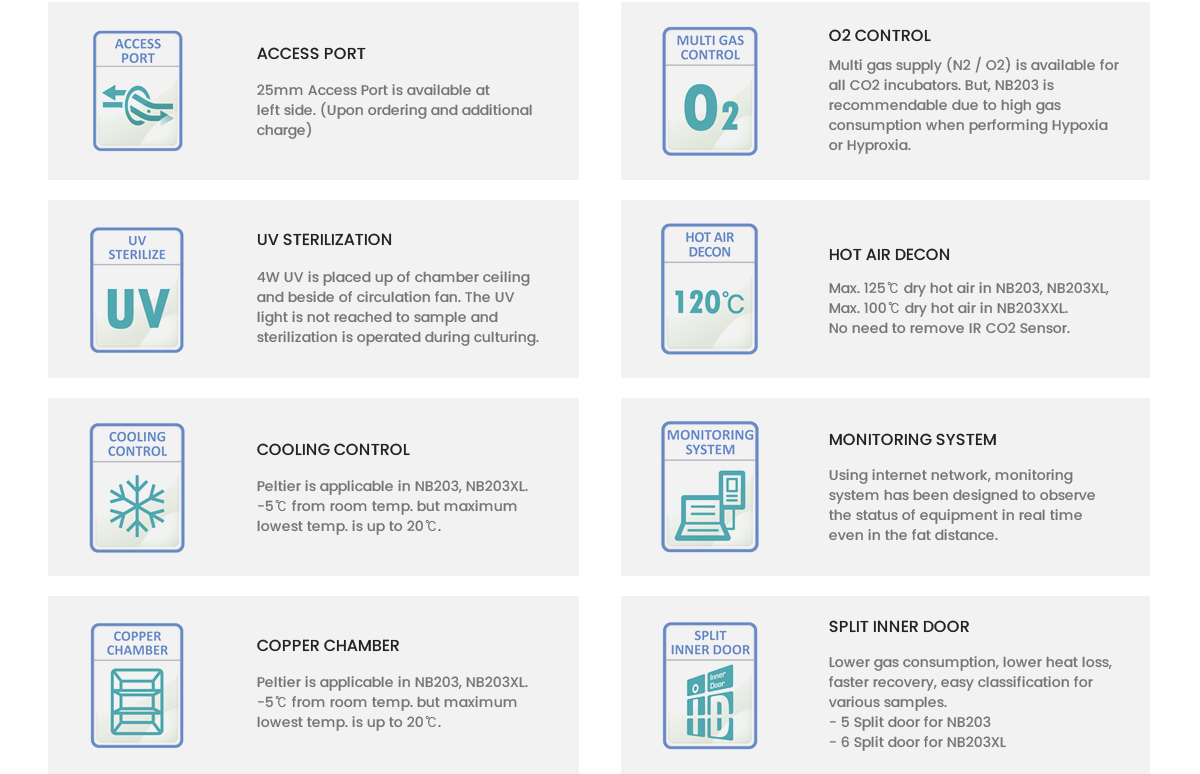 ACCESS
PORT
ACCESS PORT
25mm Access Port is available at
left side. (Upon ordering and additional
charge)
MULTI GAS
CONTROL
O2
O2 CONTROL
Multi gas supply (N2 / O2) is available for
all CO2 incubators. But, NB203 is
recommendable due to high gas
consumption when performing Hypoxia
or Hyproxia.
UV
STERILIZE
UV
UV STERILIZATION
4W UV is placed up of chamber ceiling
and beside of circulation fan. The UV
light is not reached to sample and
sterilization is operated during culturing.
HOT AIR
DECON
120℃
HOT AIR DECON
Max. 125℃ dry hot air in NB203, NB203XL,
Max. 100℃ dry hot air in NB203XXL.
No need to remove IR CO2 Sensor.
COOLING
CONTROL
COOLING CONTROL
Peltier is applicable in NB203, NB203XL.
-5℃ from room temp. but maximum
lowest temp. is up to 20℃.
MONITORING
SYSTEM
MONITORING SYSTEM
Using internet network, monitoring
system has been designed to observe
the status of equipment in real time
even in the fat distance.
COPPER
CHAMBER
COPPER CHAMBER
Peltier is applicable in NB203, NB203XL.
-5℃ from room temp. but maximum
lowest temp. is up to 20℃.
SPLIT
INNER DOOR
Inner
Door
ID
SPLIT INNER DOOR
Lower gas consumption, lower heat loss,
faster recovery, easy classification for
various samples.
- 5 Split door for NB203
- 6 Split door for NB203XL